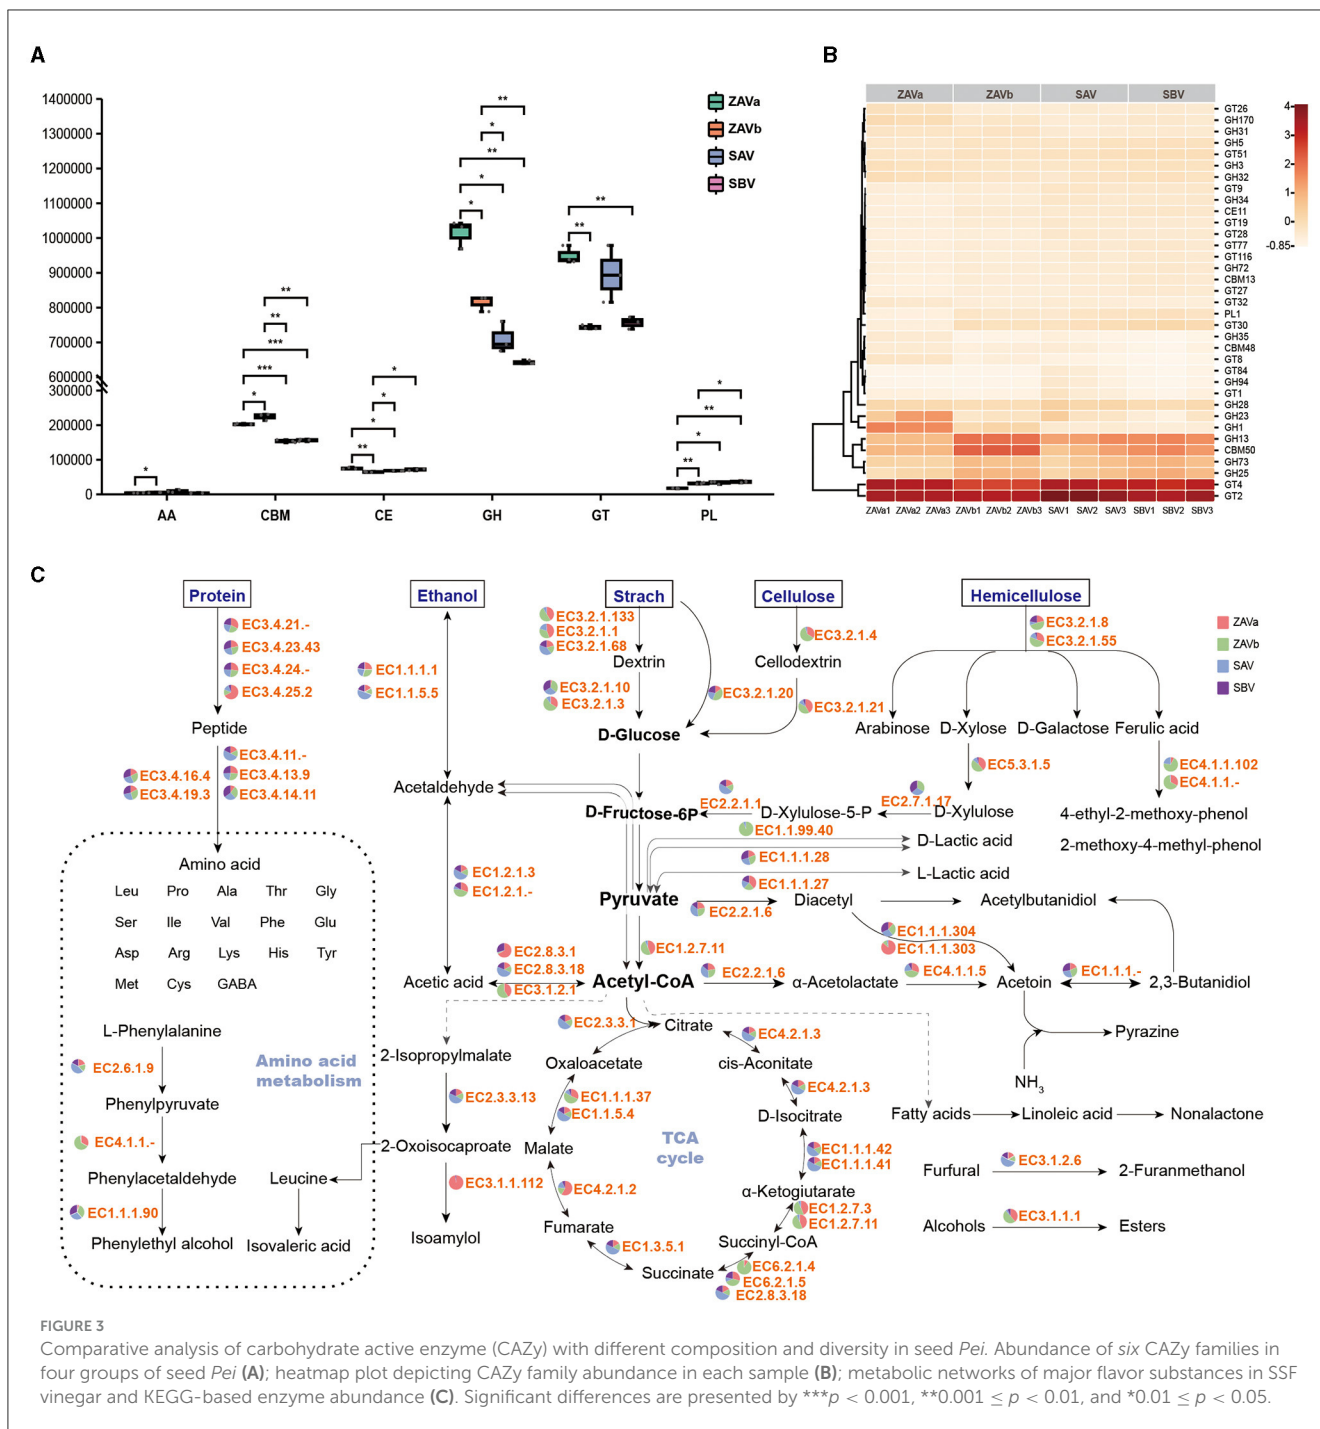 A
1400000
1300000
1200000
1100000
1000000
900000
800000
700000
600000
300000
200000
100000
0
AA CBM CE GH GT PL
* * *** *** ** ** ** * * * * * ** * ** ** ** ** * ** *
ZAVa
ZAVb
SAV
SBV
B
ZAVa ZAVb SAV SBV
GT26
GH170
GH31
GH5
GT51
GH3
GH32
GT9
GH34
CE11
GT19
GT28
GT77
GT116
GH72
CBM13
GT27
GT32
PL1
GT30
GH35
CBM48
GT8
GT84
GH94
GT1
GH28
GH23
GH1
GH13
CBM50
GH73
GH25
GT4
GT2
ZAVa1 ZAVa2 ZAVa3 ZAVb1 ZAVb2 ZAVb3 SAV1 SAV2 SAV3 SBV1 SBV2 SBV3
4
3
2
1
0
-0.85
C
Protein
EC3.4.21.-
EC3.4.23.43
EC3.4.24.-
EC3.4.25.2
Peptide
EC3.4.11.-
EC3.4.16.4 EC3.4.13.9
EC3.4.19.3 EC3.4.14.11
Amino acid
Leu Pro Ala Thr Gly
Ser Ile Val Phe Glu
Asp Arg Lys His Tyr
Met Cys GABA
L-Phenylalanine
EC2.6.1.9
Phenylpyruvate
EC4.1.1.-
Phenylacetaldehyde
EC1.1.1.90
Phenylethyl alcohol
Amino acid
metabolism
Leucine
Isovaleric acid
Ethanol
EC1.1.1.1
EC1.1.5.5
Acetaldehyde
EC1.2.1.3
EC1.2.1.-
Acetic acid
EC2.8.3.1
EC2.8.3.18
EC3.1.2.1
2-Isopropylmalate
EC2.3.3.13
2-Oxoisocaproate
EC3.1.1.112
Isoamylol
Strach
EC3.2.1.133
EC3.2.1.1
EC3.2.1.68
Dextrin
EC3.2.1.10
EC3.2.1.3
EC3.2.1.20
D-Glucose
D-Fructose-6P
Pyruvate
EC1.2.7.11
Acetyl-CoA
Cellulose
EC3.2.1.4
Cellodextrin
EC3.2.1.21
Hemicellulose
EC3.2.1.8
EC3.2.1.55
Arabinose D-Xylose D-Galactose Ferulic acid
EC5.3.1.5
EC4.1.1.102
EC4.1.1.-
EC2.2.1.1 D-Xylulose-5-P EC2.7.1.17 D-Xylulose
4-ethyl-2-methoxy-phenol
2-methoxy-4-methyl-phenol
EC1.1.99.40
D-Lactic acid
EC1.1.1.28
L-Lactic acid
EC1.1.1.27
EC2.2.1.6
Diacetyl
Acetylbutanidiol
EC1.1.1.304
EC1.1.1.303
EC2.2.1.6
α-Acetolactate
EC4.1.1.5
Acetoin
EC1.1.1.-
2,3-Butanidiol
Pyrazine
NH3
ZAVa
ZAVb
SAV
SBV
EC2.3.3.1
Citrate
EC4.2.1.3
Oxaloacetate
cis-Aconitate
EC1.1.1.37
EC1.1.5.4
EC4.2.1.3
D-Isocitrate
Malate
TCA
cycle
EC1.1.1.42
EC1.1.1.41
EC4.2.1.2
α-Ketogiutarate
EC1.2.7.3
EC1.2.7.11
Fumarate
Succinyl-CoA
EC1.3.5.1
EC6.2.1.4
Succinate
EC6.2.1.5
EC2.8.3.18
Fatty acids Linoleic acid Nonalactone
Furfural EC3.1.2.6 2-Furanmethanol
Alcohols EC3.1.1.1 Esters
FIGURE 3
Comparative analysis of carbohydrate active enzyme (CAZy) with different composition and diversity in seed Pei. Abundance of six CAZy families in
four groups of seed Pei (A); heatmap plot depicting CAZy family abundance in each sample (B); metabolic networks of major flavor substances in SSF
vinegar and KEGG-based enzyme abundance (C). Significant differences are presented by ***p < 0.001, **0.001 ≤ p < 0.01, and *0.01 ≤ p < 0.05.